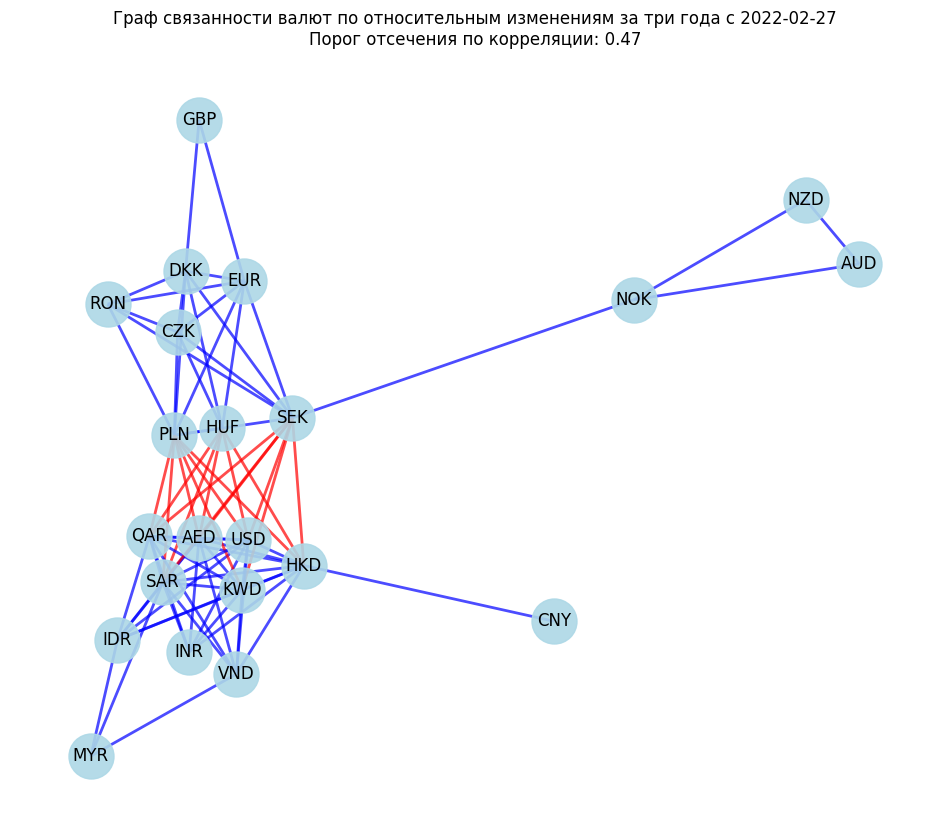 Граф связанности валют по относительным изменениям за три года с 2022-02-27
Порог отсечения по корреляции: 0.47
GBP
NZD
AUD
DKK
EUR
RON
NOK
CZK
SEK
HUF
PLN
QAR
AED
USD
HKD
SAR
KWD
CNY
IDR
INR
VND
MYR